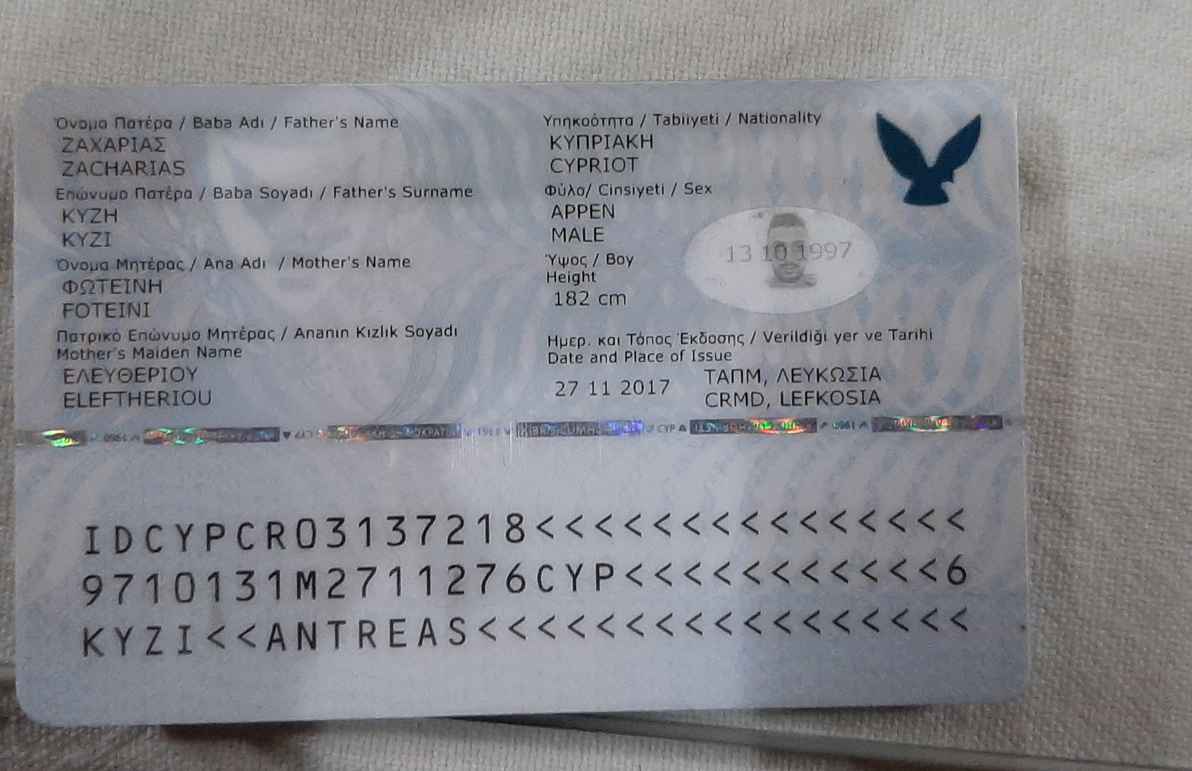 Όνομα Πατέρα / Baba Adı / Father's Name
ΖΑΧΑΡΙΑΣ
ZACHARIAS
Επώνυμο Πατέρα / Baba Soyadı / Father's Surname
ΚΥΖΗ
KYZI
Όνομα Μητέρας / Ana Adı / Mother's Name
ΦΩΤΕΙΝΗ
FOTEINI
Πατρικό Επώνυμο Μητέρας / Ananın Kızlık Soyadı
Mother's Maiden Name
ΕΛΕΥΘΕΡΙΟΥ
ELEFTHERIOU
Υπηκοότητα / Tabiiyeti / Nationality
ΚΥΠΡΙΑΚΗ
CYPRIOT
Φύλο/ Cinsiyeti / Sex
ΑΡΡΕΝ
MALE
Ύψος / Boy
Height
182 cm
13 10 1997
Ημερ. και Τόπος Έκδοσης / Verildiği yer ve Tarihi
Date and Place of Issue
27 11 2017
ΤΑΠΜ, ΛΕΥΚΩΣΙΑ
CRMD, LEFKOSIA
IDCYPCR03137218<<<<<<<<<<<<<<<
9710131M2711276CYP<<<<<<<<<<<6
KYZI<<ANTREAS<<<<<<<<<<<<<<<<<